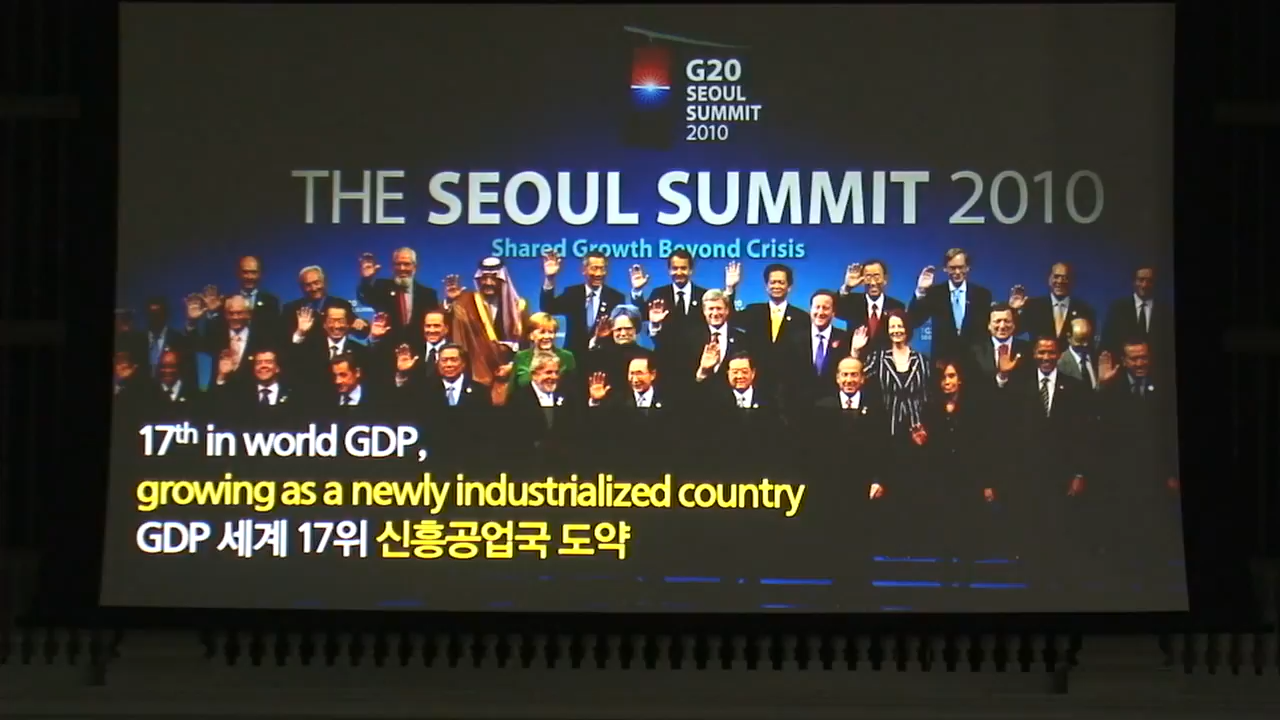 G20
SEOUL
SUMMIT
2010
THE SEOUL SUMMIT 2010
Shared Growth Beyond Crisis
17th in world GDP,
growing as a newly industrialized country
GDP 세계 17위 신흥공업국 도약